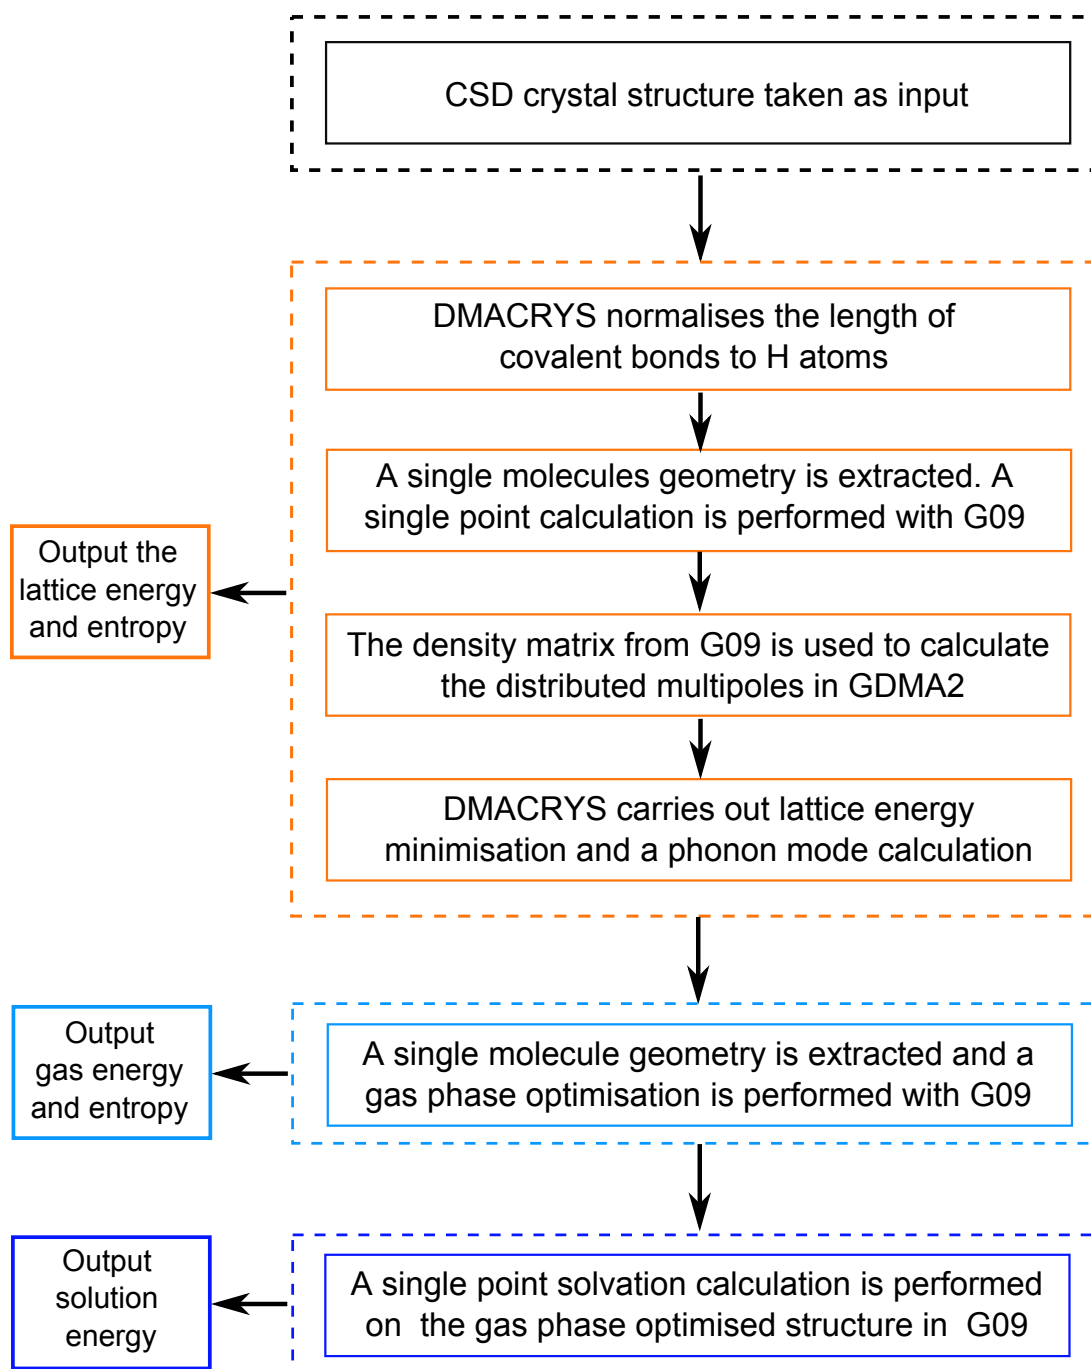 CSD crystal structure taken as input
DMACRYS normalises the length of
covalent bonds to H atoms
A single molecules geometry is extracted. A
single point calculation is performed with G09
Output the
lattice energy
and entropy
The density matrix from G09 is used to calculate
the distributed multipoles in GDMA2
DMACRYS carries out lattice energy
minimisation and a phonon mode calculation
Output
gas energy
and entropy
A single molecule geometry is extracted and a
gas phase optimisation is performed with G09
Output
solution
energy
A single point solvation calculation is performed
on the gas phase optimised structure in G09